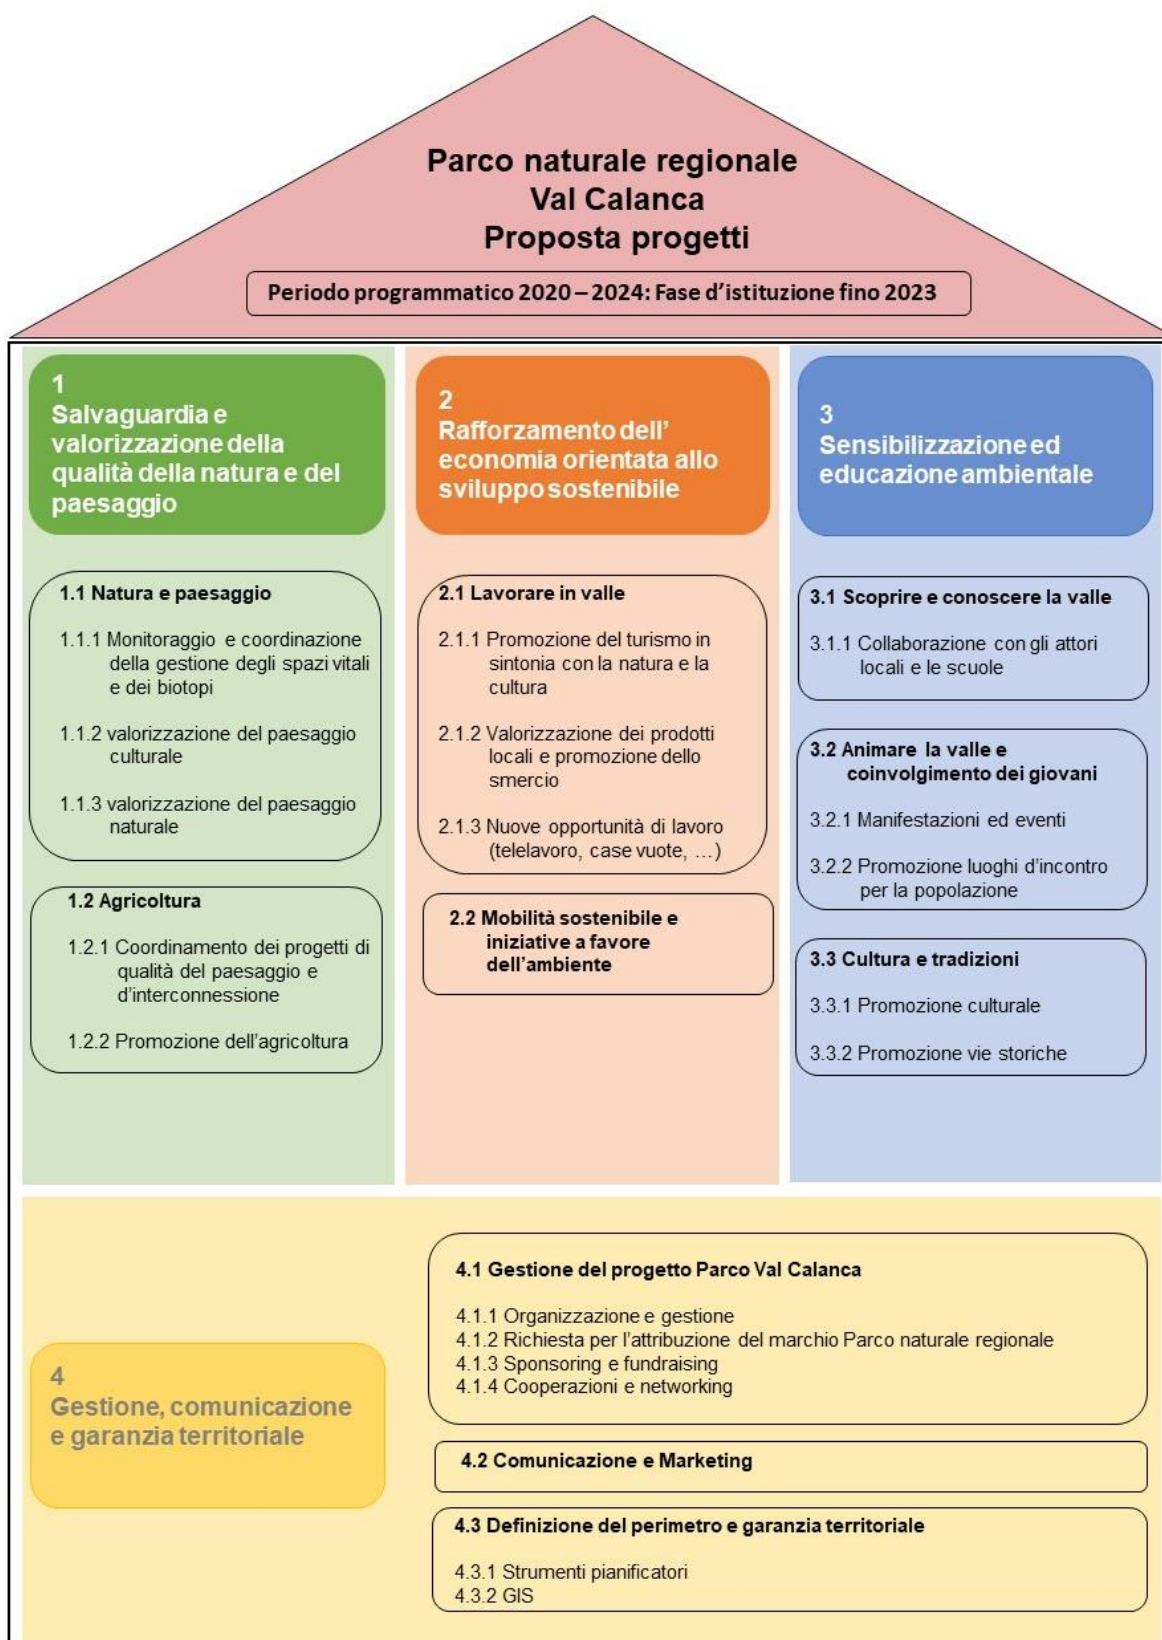 Parco naturale regionale
Val Calanca
Proposta progetti
Periodo programmatico 2020 – 2024: Fase d'istituzione fino 2023
1
Salvaguardia e
valorizzazione della
qualità della natura e del
paesaggio
1.1 Natura e paesaggio
1.1.1 Monitoraggio e coordinazione
della gestione degli spazi vitali
e dei biotopi
1.1.2 valorizzazione del paesaggio
culturale
1.1.3 valorizzazione del paesaggio
naturale
1.2 Agricoltura
1.2.1 Coordinamento dei progetti di
qualità del paesaggio e
d'interconnessione
1.2.2 Promozione dell'agricoltura
2
Rafforzamento dell'
economia orientata allo
sviluppo sostenibile
2.1 Lavorare in valle
2.1.1 Promozione del turismo in
sintonia con la natura e la
cultura
2.1.2 Valorizzazione dei prodotti
locali e promozione dello
smercio
2.1.3 Nuove opportunità di lavoro
(telelavoro, case vuote, …)
2.2 Mobilità sostenibile e
iniziative a favore
dell'ambiente
3
Sensibilizzazione ed
educazione ambientale
3.1 Scoprire e conoscere la valle
3.1.1 Collaborazione con gli attori
locali e le scuole
3.2 Animare la valle e
coinvolgimento dei giovani
3.2.1 Manifestazioni ed eventi
3.2.2 Promozione luoghi d'incontro
per la popolazione
3.3 Cultura e tradizioni
3.3.1 Promozione culturale
3.3.2 Promozione vie storiche
4
Gestione, comunicazione
e garanzia territoriale
4.1 Gestione del progetto Parco Val Calanca
4.1.1 Organizzazione e gestione
4.1.2 Richiesta per l'attribuzione del marchio Parco naturale regionale
4.1.3 Sponsoring e fundraising
4.1.4 Cooperazioni e networking
4.2 Comunicazione e Marketing
4.3 Definizione del perimetro e garanzia territoriale
4.3.1 Strumenti pianificatori
4.3.2 GIS